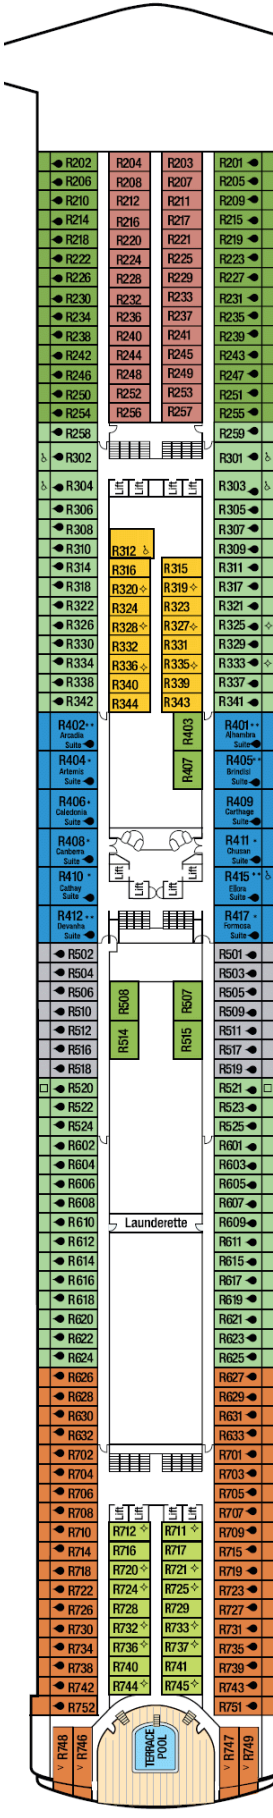 R202 R204 R203 R201
R206 R208 R207 R205
R210 R212 R211 R209
R214 R216 R217 R215
R218 R220 R221 R219
R222 R224 R225 R223
R226 R228 R229 R227
R230 R232 R233 R231
R234 R236 R237 R235
R238 R240 R241 R239
R242 R244 R245 R243
R246 R248 R249 R247
R250 R252 R253 R251
R254 R256 R257 R255
R258 R259
R302 R301
Lift Lift Lift Lift
R304 R303
R306 R305
R308 R307
R310 R312 R309
R314 R316 R315 R311
R318 R320 R319 R317
R322 R324 R323 R321
R326 R328 R327 R325
R330 R332 R331 R329
R334 R336 R335 R333
R338 R340 R339 R337
R342 R344 R343 R341
R402** R403 R401**
Arcadia Alhambra
Suite Suite
R404* R407 R405**
Artemis Brindisi
Suite Suite
R406* R409
Caledonia Carthage
Suite Suite
R408* R411*
Canberra Chusan
Suite Suite
R410* Lift Lift Lift Lift R415**
Cathay Ellora
Suite Suite
R412** R417*
Devanha Formosa
Suite Suite
R502 R501
R504 R503
R506 R508 R507 R505
R510 R509
R512 R514 R515 R511
R516 R517
R518 R519
R520 R521
R522 R523
R524 R525
R602 R601
R604 R603
R606 R605
R608 R607
R610 Launderette R609
R612 R611
R614 R615
R616 R617
R618 R619
R620 R621
R622 R623
R624 R625
R626 R627
R628 R629
R630 R631
R632 R633
R702 R701
R704 R703
R706 R705
R708 Lift Lift Lift Lift R707
R710 R712 R711 R709
R714 R716 R717 R715
R718 R720 R721 R719
R722 R724 R725 R723
R726 R728 R729 R727
R730 R732 R733 R731
R734 R736 R737 R735
R738 R740 R741 R739
R742 R744 R745 R743
R752 R751
R748 R746 TERRACE R747 R749
POOL